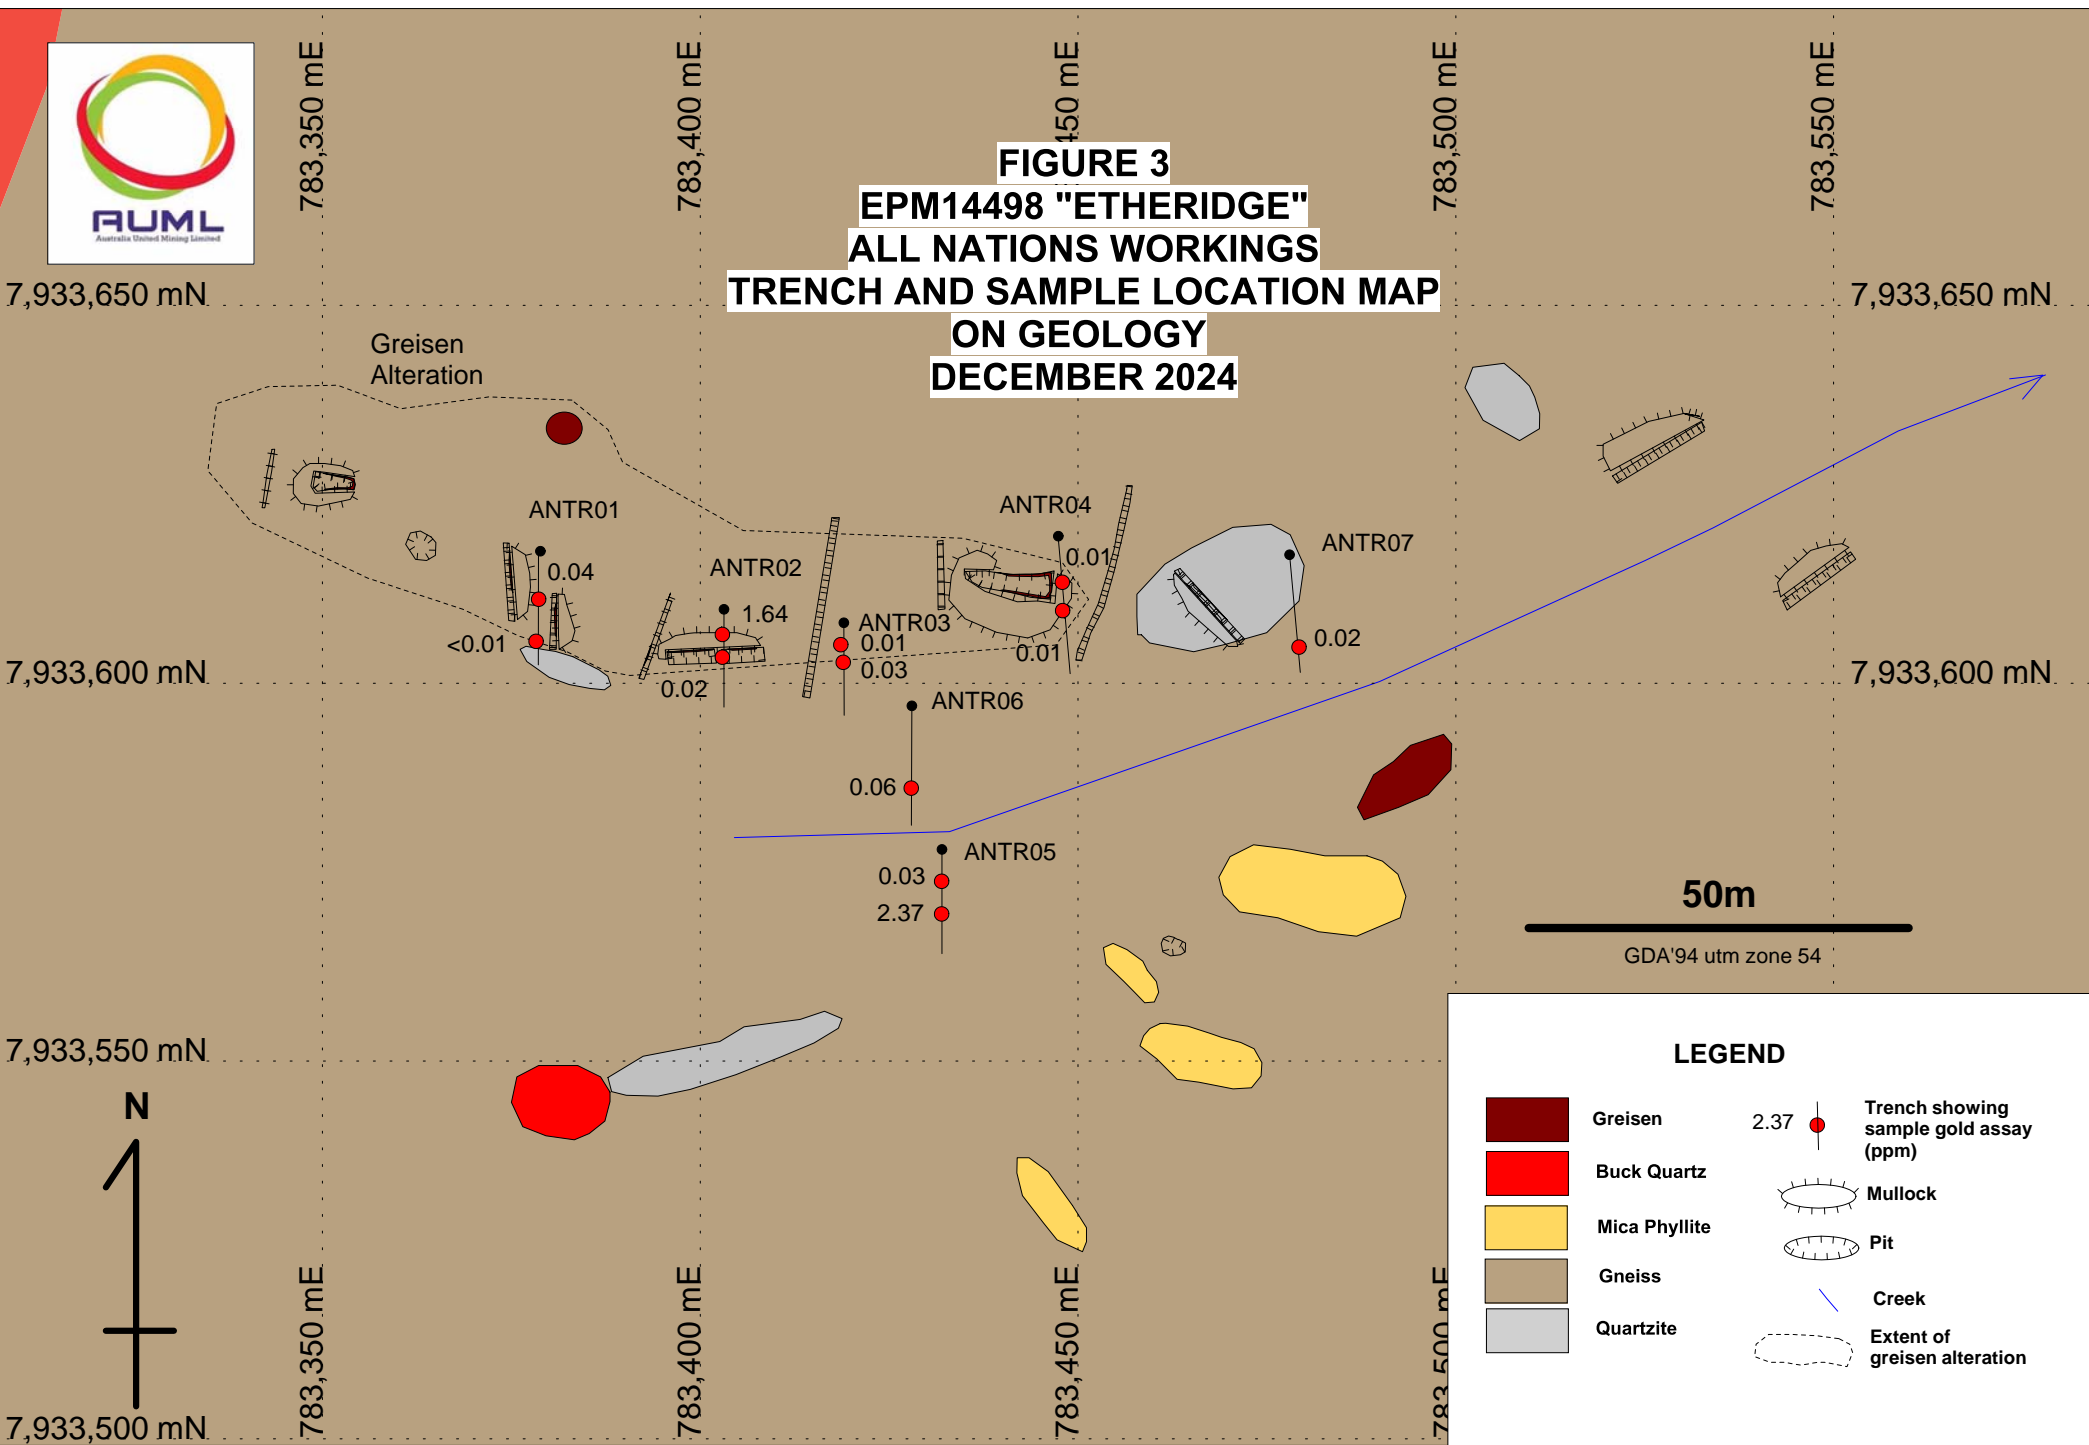 783,350 mE
783,400 mE
450 mE
783,500 mE
783,550 mE
AUML
Australia United Mining Limited
FIGURE 3
EPM14498 "ETHERIDGE"
ALL NATIONS WORKINGS
TRENCH AND SAMPLE LOCATION MAP
ON GEOLOGY
DECEMBER 2024
7,933,650 mN
7,933,650 mN
Greisen
Alteration
ANTR01
0.04
<0.01
ANTR02
1.64
0.02
ANTR03
0.01
0.03
ANTR04
0.01
0.01
ANTR07
0.02
7,933,600 mN
7,933,600 mN
ANTR06
0.06
ANTR05
0.03
2.37
50m
GDA'94 utm zone 54
7,933,550 mN
N
LEGEND
Greisen
Buck Quartz
Mica Phyllite
Gneiss
Quartzite
2.37
Trench showing
sample gold assay
(ppm)
Mullock
Pit
Creek
Extent of
greisen alteration
783,350 mE
783,400 mE
783,450 mE
783,500 mE
7,933,500 mN